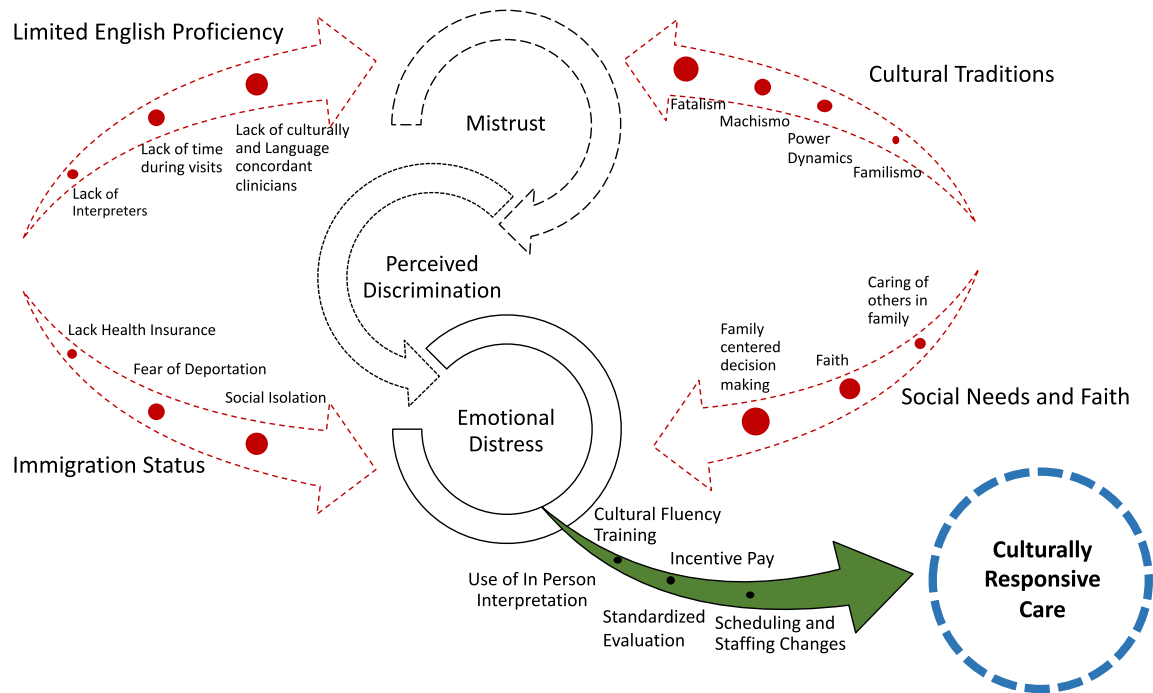 Limited English Proficiency
Lack of
Interpreters
Lack of time
during visits
Lack of culturally
and Language
concordant
clinicians
Mistrust
Cultural Traditions
Fatalism
Machismo
Power
Dynamics
Familismo
Perceived
Discrimination
Immigration Status
Lack Health Insurance
Fear of Deportation
Social Isolation
Emotional
Distress
Social Needs and Faith
Caring of
others in
family
Faith
Family
centered
decision
making
Cultural Fluency
Training
Use of In Person
Interpretation
Incentive Pay
Standardized
Evaluation
Scheduling and
Staffing Changes
Culturally
Responsive
Care